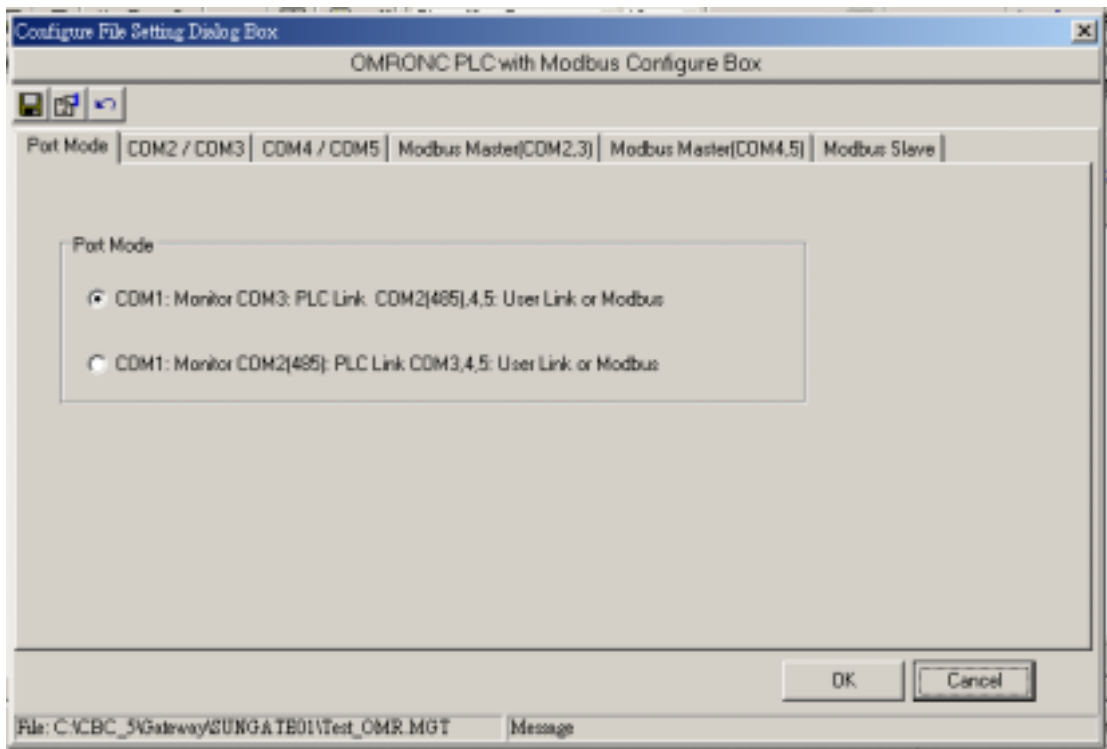 Configure File Setting Dialog Box
OMRONC PLC with Modbus Configure Box
Port Mode COM2 / COM3 COM4 / COM5 Modbus Master(COM2,3) Modbus Master(COM4,5) Modbus Slave
Port Mode
COM1: Monitor COM3: PLC Link COM2(485),4,5: User Link or Modbus
COM1: Monitor COM2(485): PLC Link COM3,4,5: User Link or Modbus
OK Cancel
File: C:\CBC_5\Gateway\SUNGATE01\Test_OMR.MGT Message